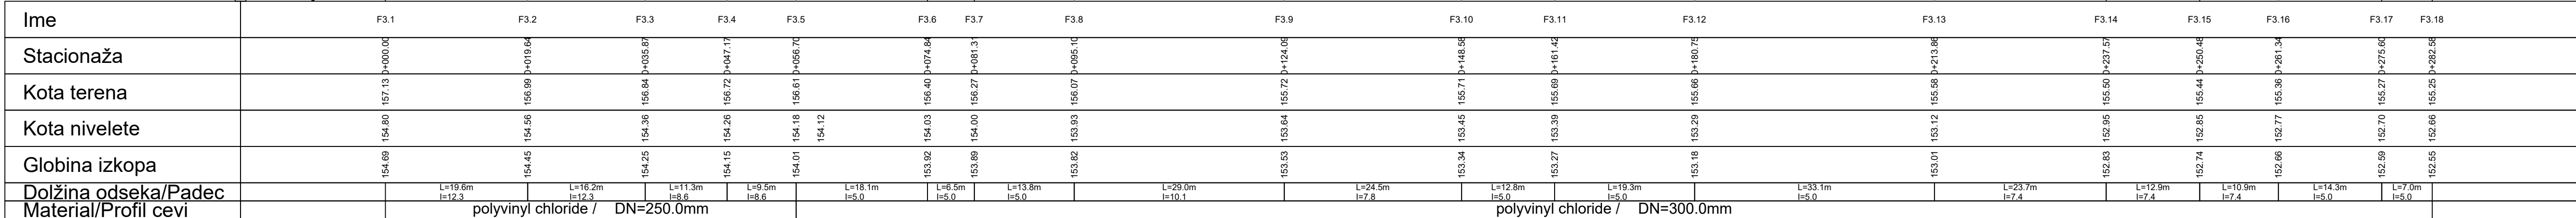 Ime F3.1 F3.2 F3.3 F3.4 F3.5 F3.6 F3.7 F3.8 F3.9 F3.10 F3.11 F3.12 F3.13 F3.14 F3.15 F3.16 F3.17 F3.18
Stacionaža 0+000.00 0+019.64 0+035.87 0+047.17 0+056.70 0+074.84 0+081.31 0+095.10 0+124.09 0+148.58 0+161.42 0+180.75 0+213.86 0+237.57 0+250.48 0+261.34 0+275.60 0+282.58
Kota terena 157.13 156.99 156.84 156.72 156.61 156.40 156.27 156.07 155.72 155.71 155.69 155.66 155.58 155.50 155.44 155.36 155.27 155.25
Kota nivelete 154.80 154.56 154.36 154.26 154.18 154.12 154.03 154.00 153.93 153.64 153.45 153.39 153.29 153.12 152.95 152.85 152.77 152.70 152.66
Globina izkopa 154.69 154.45 154.25 154.15 154.01 153.92 153.89 153.82 153.53 153.34 153.27 153.18 153.01 152.83 152.74 152.66 152.59 152.55
Dolžina odseka/Padec L=19.6m L=16.2m L=11.3m L=9.5m L=18.1m L=6.5m L=13.8m L=29.0m L=24.5m L=12.8m L=19.3m L=33.1m L=23.7m L=12.9m L=10.9m L=14.3m L=7.0m
I=12.3 I=12.3 I=8.6 I=8.6 I=5.0 I=5.0 I=5.0 I=10.1 I=7.8 I=5.0 I=5.0 I=5.0 I=7.4 I=7.4 I=7.4 I=5.0 I=5.0
Material/Profil cevi polyvinyl chloride / DN=250.0mm polyvinyl chloride / DN=300.0mm